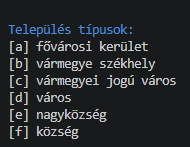 Település típusok:
[a] fővárosi kerület
[b] vármegye székhely
[c] vármegyei jogú város
[d] város
[e] nagyközség
[f] község